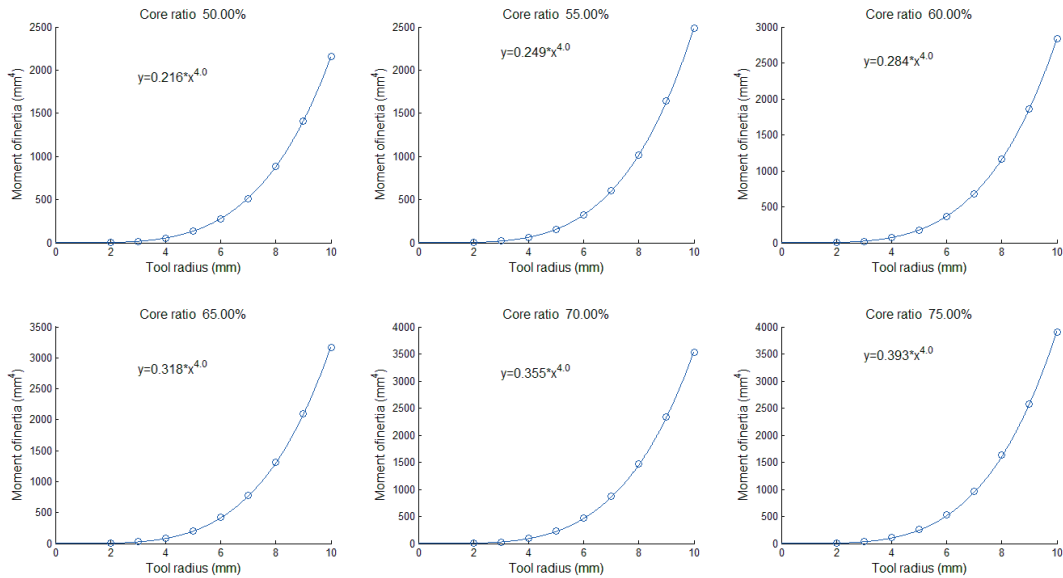 Core ratio 50.00%
2500
2000
1500
1000
500
0
y=0.216*x^4.0
Moment ofinertia (mm^4)
0 2 4 6 8 10
Tool radius (mm)
Core ratio 55.00%
2500
2000
1500
1000
500
0
y=0.249*x^4.0
Moment ofinertia (mm^4)
0 2 4 6 8 10
Tool radius (mm)
Core ratio 60.00%
3000
2500
2000
1500
1000
500
0
y=0.284*x^4.0
Moment ofinertia (mm^4)
0 2 4 6 8 10
Tool radius (mm)
Core ratio 65.00%
3500
3000
2500
2000
1500
1000
500
0
y=0.318*x^4.0
Moment ofinertia (mm^4)
0 2 4 6 8 10
Tool radius (mm)
Core ratio 70.00%
4000
3500
3000
2500
2000
1500
1000
500
0
y=0.355*x^4.0
Moment ofinertia (mm^4)
0 2 4 6 8 10
Tool radius (mm)
Core ratio 75.00%
4000
3500
3000
2500
2000
1500
1000
500
0
y=0.393*x^4.0
Moment ofinertia (mm^4)
0 2 4 6 8 10
Tool radius (mm)